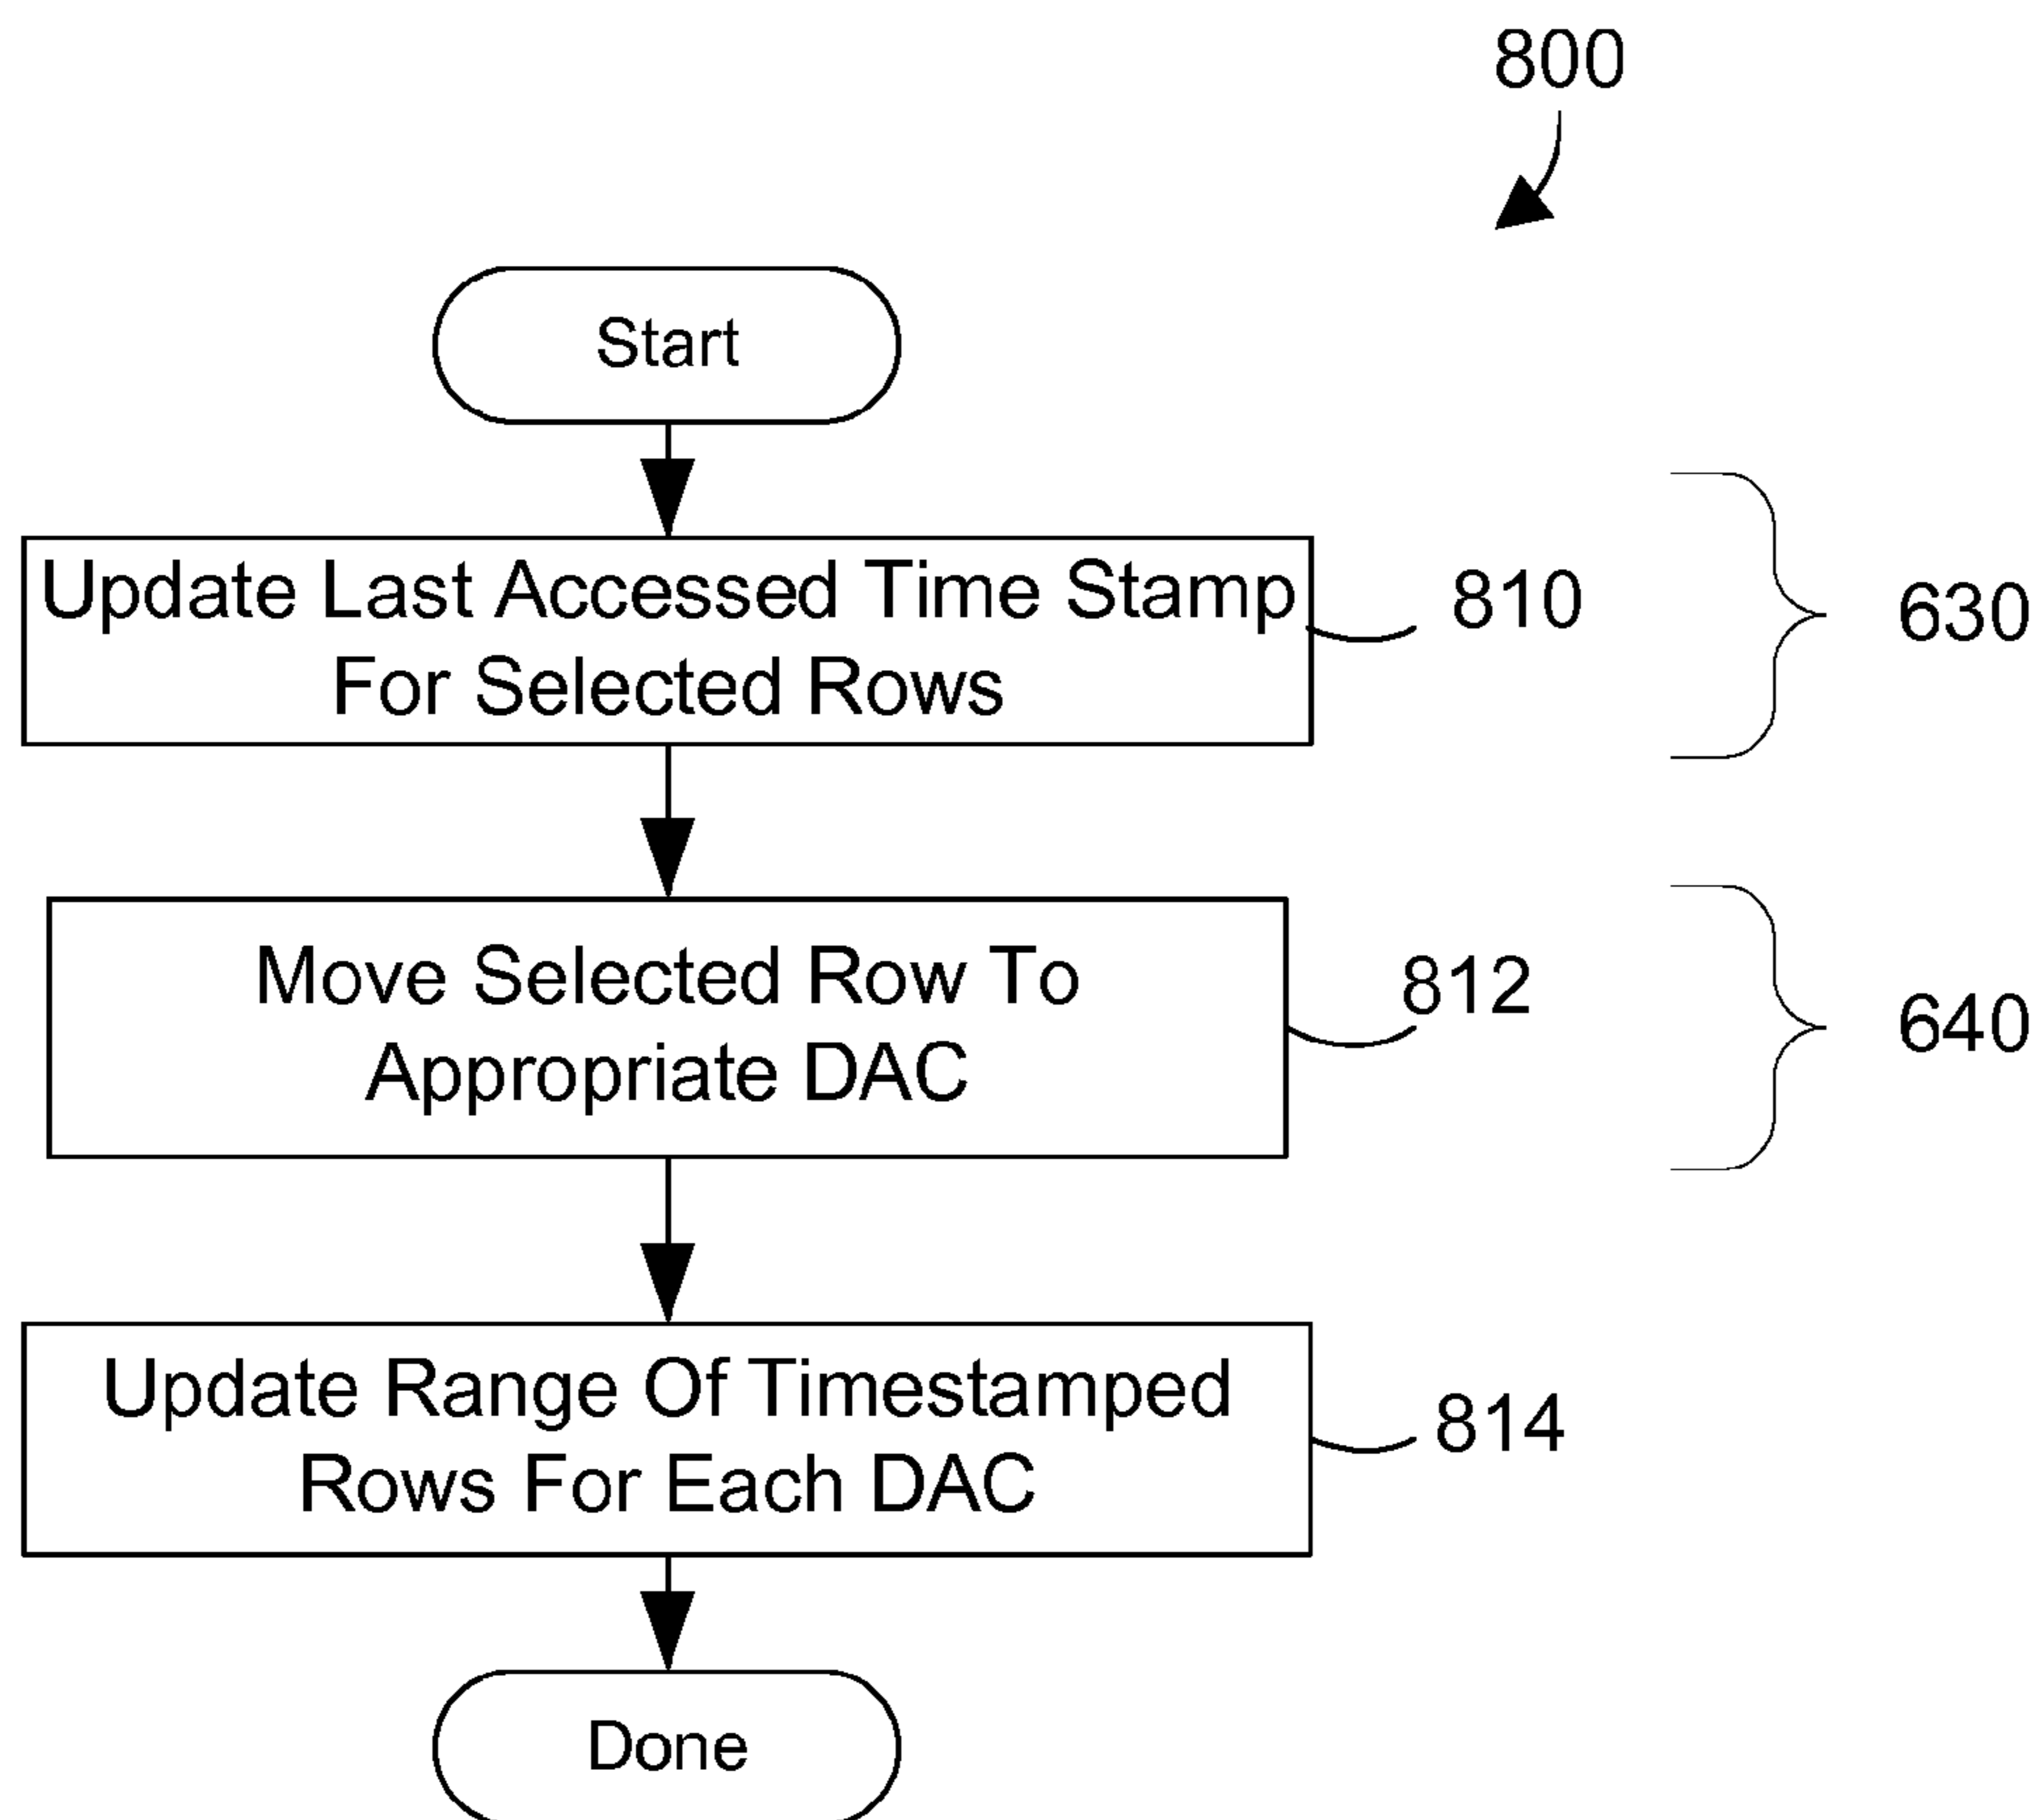 800
Start
Update Last Accessed Time Stamp
For Selected Rows
810
630
Move Selected Row To
Appropriate DAC
812
640
Update Range Of Timestamped
Rows For Each DAC
814
Done